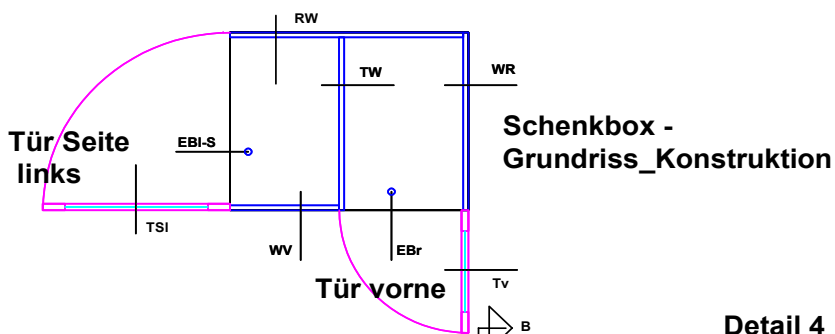 RW
TW
WR
Schenkbox -
Grundriss_Konstruktion
Tür Seite
links
EBI-S
TSI
WV
EBr
Tür vorne
Tv
B
Detail 4